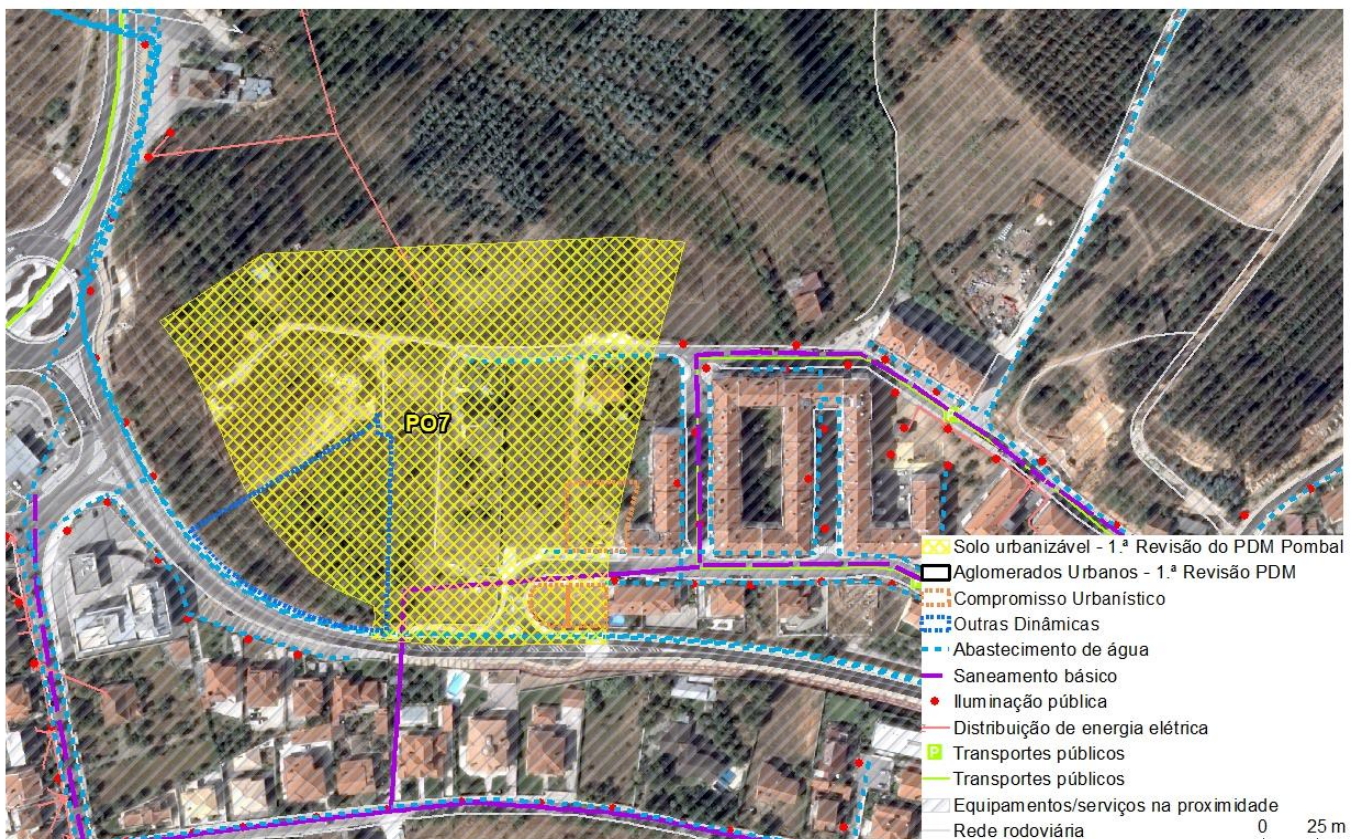 PO7
Solo urbanizável - 1.ª Revisão do PDM Pombal
Aglomerados Urbanos - 1.ª Revisão PDM
Compromisso Urbanístico
Outras Dinâmicas
Abastecimento de água
Saneamento básico
Iluminação pública
Distribuição de energia elétrica
P Transportes públicos
Transportes públicos
Equipamentos/serviços na proximidade
Rede rodoviária
0 25 m